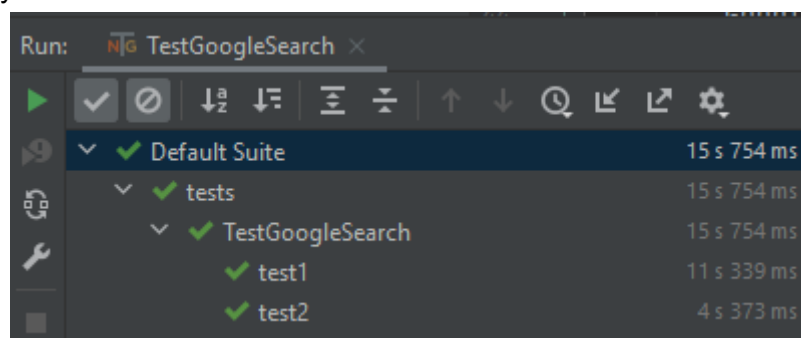 Run: NG TestGoogleSearch ×
Default Suite 15 s 754 ms
tests 15 s 754 ms
TestGoogleSearch 15 s 754 ms
test1 11 s 339 ms
test2 4 s 373 ms